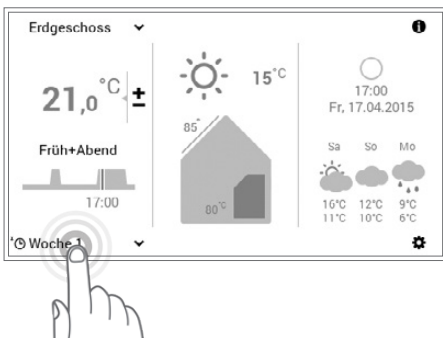 Erdgeschoss
21,0 °C ±
Früh+Abend
17:00
Woche 1
15°C
85°
00°C
17:00
Fr, 17.04.2015
Sa So Mo
16°C 12°C 9°C
11°C 10°C 6°C